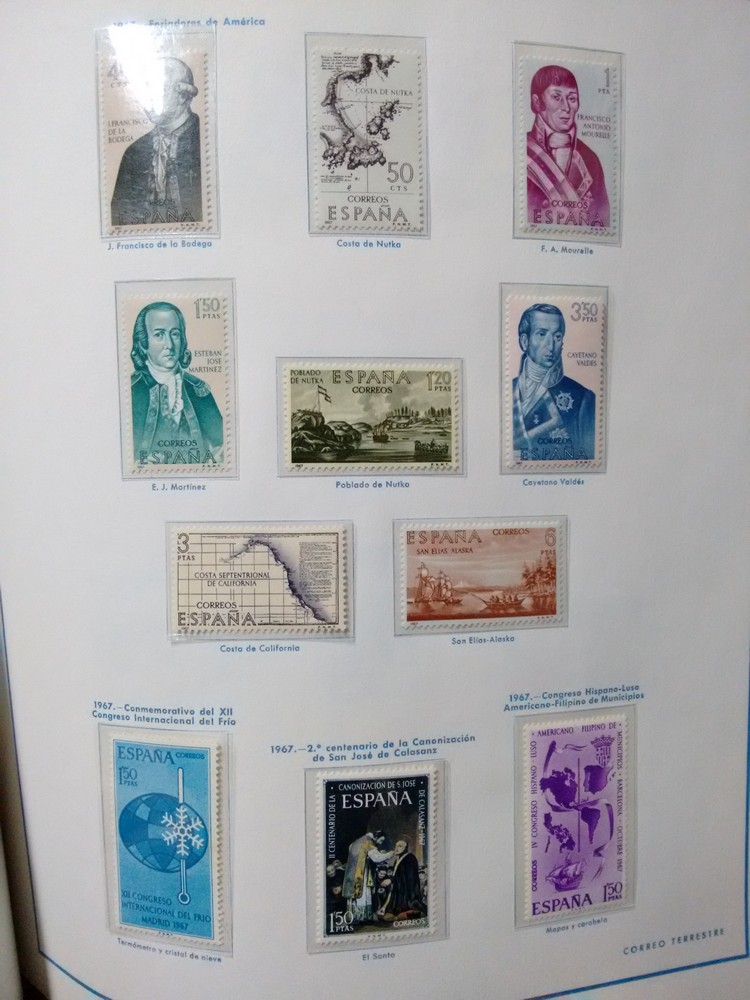 1967.-Forjadores de América
CTS
J. FRANCISCO
DE LA
BODEGA
CORREOS
ESPAÑA
J. Francisco de la Bodega
COSTA DE NUTKA
50
CTS
CORREOS
ESPAÑA
Costa de Nutka
1
PTS
FRANCISCO
ANTONIO
MOURELLE
CORREOS
ESPAÑA
F. A. Mourelle
1'50
PTAS
ESTEBAN
JOSE
MARTINEZ
CORREOS
ESPAÑA
E. J. Martínez
POBLADO
DE NUTKA
ESPAÑA
CORREOS
1'20
PTAS
Poblado de Nutka
3'50
PTAS
CAYETANO
VALDES
CORREOS
ESPAÑA
Cayetano Valdés
3
PTAS
COSTA SEPTENTRIONAL
DE CALIFORNIA
CORREOS
ESPAÑA
Costa de California
ESPAÑA CORREOS 6
SAN ELIAS ALASKA PTAS
San Elías-Alaska
1967.-Conmemorativo del XII
Congreso Internacional del Frío
ESPAÑA CORREOS
1'50
PTAS
XII CONGRESO
INTERNACIONAL DEL FRIO
MADRID 1967
Termómetro y cristal de nieve
1967.-2.º centenario de la Canonización
de San José de Calasanz
II CENTENARIO DE LA
CANONIZACION DE S. JOSE
DE CALASANZ-1967
ESPAÑA
1'50
PTAS
CORREOS
El Santo
1967.-Congreso Hispano-Luso
Americano-Filipino de Municipios
IV CONGRESO HISPANO LUSO
AMERICANO FILIPINO DE
MUNICIPIOS - BARCELONA - OCTUBRE 1967
CORREOS
ESPAÑA 1'50
PTAS
Mapas y carabela
CORREO TERRESTRE